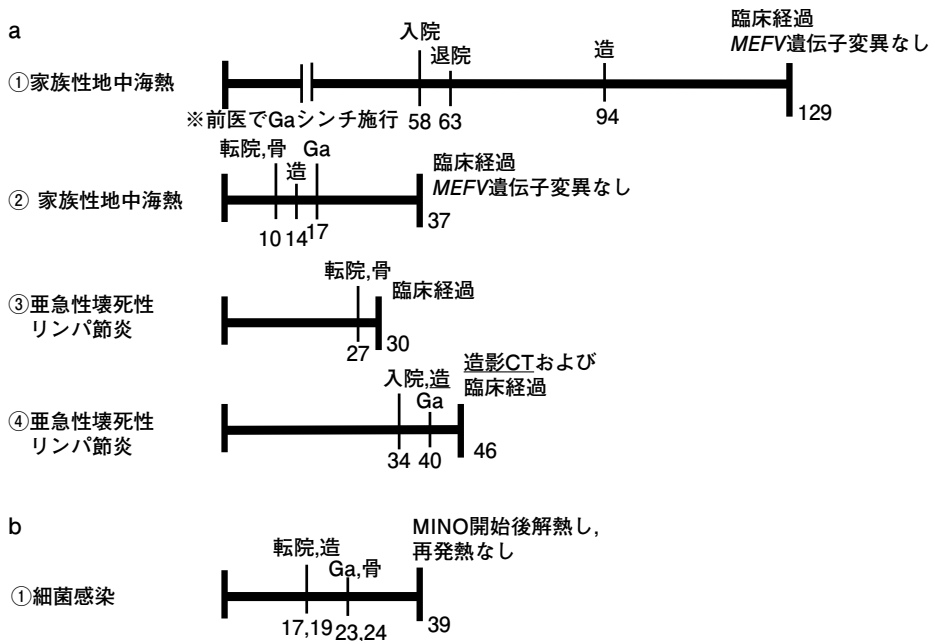 a
臨床経過
MEFV遺伝子変異なし
入院
退院
造
①家族性地中海熱
※前医でGaシンチ施行
58
63
94
129
転院,骨
造
Ga
臨床経過
MEFV遺伝子変異なし
② 家族性地中海熱
10
14
17
37
転院,骨
臨床経過
③亜急性壊死性
リンパ節炎
27
30
入院,造
Ga
造影CTおよび
臨床経過
④亜急性壊死性
リンパ節炎
34
40
46
b
MINO開始後解熱し,
再発熱なし
転院,造
Ga,骨
①細菌感染
17,19
23,24
39